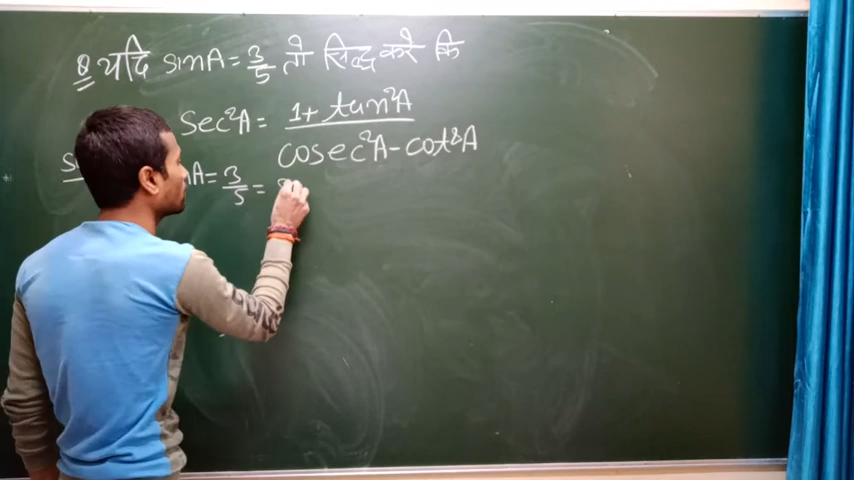 8 यदि sinA = 3/5 तो सिद्ध करे कि
sec²A = 1+tan²A / cosec²A-cot²A
A = 3/5 =